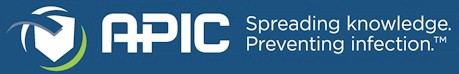 APIC
Spreading knowledge.
Preventing infection.™